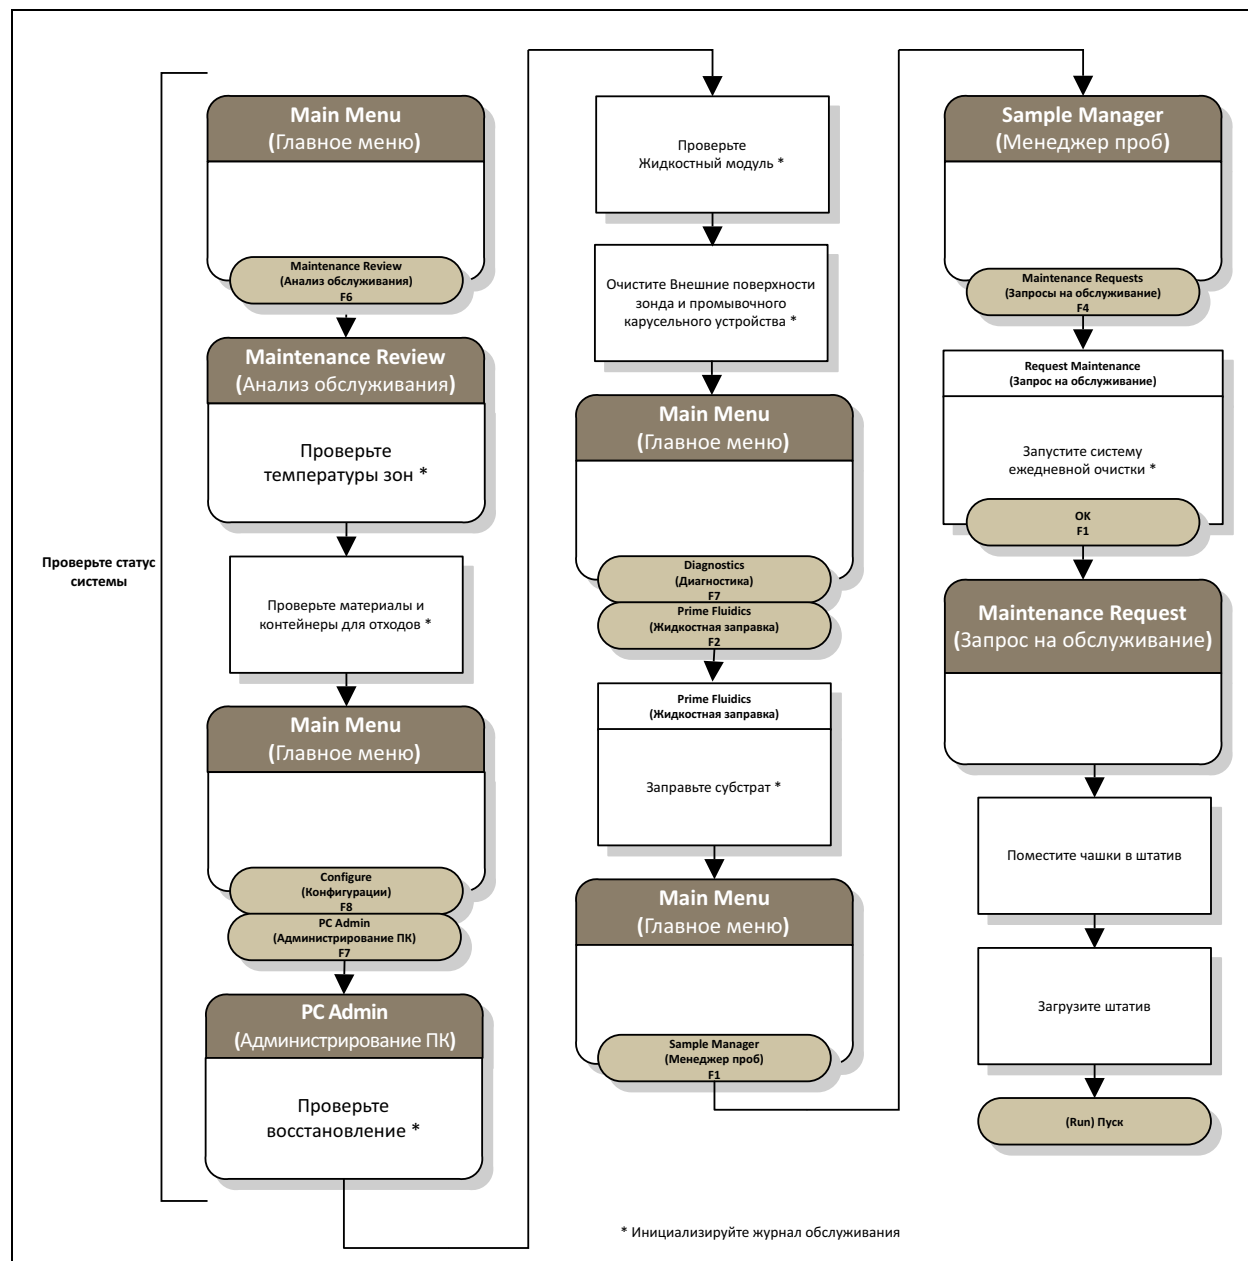 Проверьте статус
системы
Main Menu
(Главное меню)
Maintenance Review
(Анализ обслуживания)
F6
Maintenance Review
(Анализ обслуживания)
Проверьте
температуры зон *
Проверьте материалы и
контейнеры для отходов *
Main Menu
(Главное меню)
Configure
(Конфигурации)
F8
PC Admin
(Администрирование ПК)
F7
PC Admin
(Администрирование ПК)
Проверьте
восстановление *
Проверьте
Жидкостный модуль *
Очистите Внешние поверхности
зонда и промывочного
карусельного устройства *
Main Menu
(Главное меню)
Diagnostics
(Диагностика)
F7
Prime Fluidics
(Жидкостная заправка)
F2
Prime Fluidics
(Жидкостная заправка)
Заправьте субстрат *
Main Menu
(Главное меню)
Sample Manager
(Менеджер проб)
F1
Sample Manager
(Менеджер проб)
Maintenance Requests
(Запросы на обслуживание)
F4
Request Maintenance
(Запрос на обслуживание)
Запустите систему
ежедневной очистки *
OK
F1
Maintenance Request
(Запрос на обслуживание)
Поместите чашки в штатив
Загрузите штатив
(Run) Пуск
* Инициализируйте журнал обслуживания